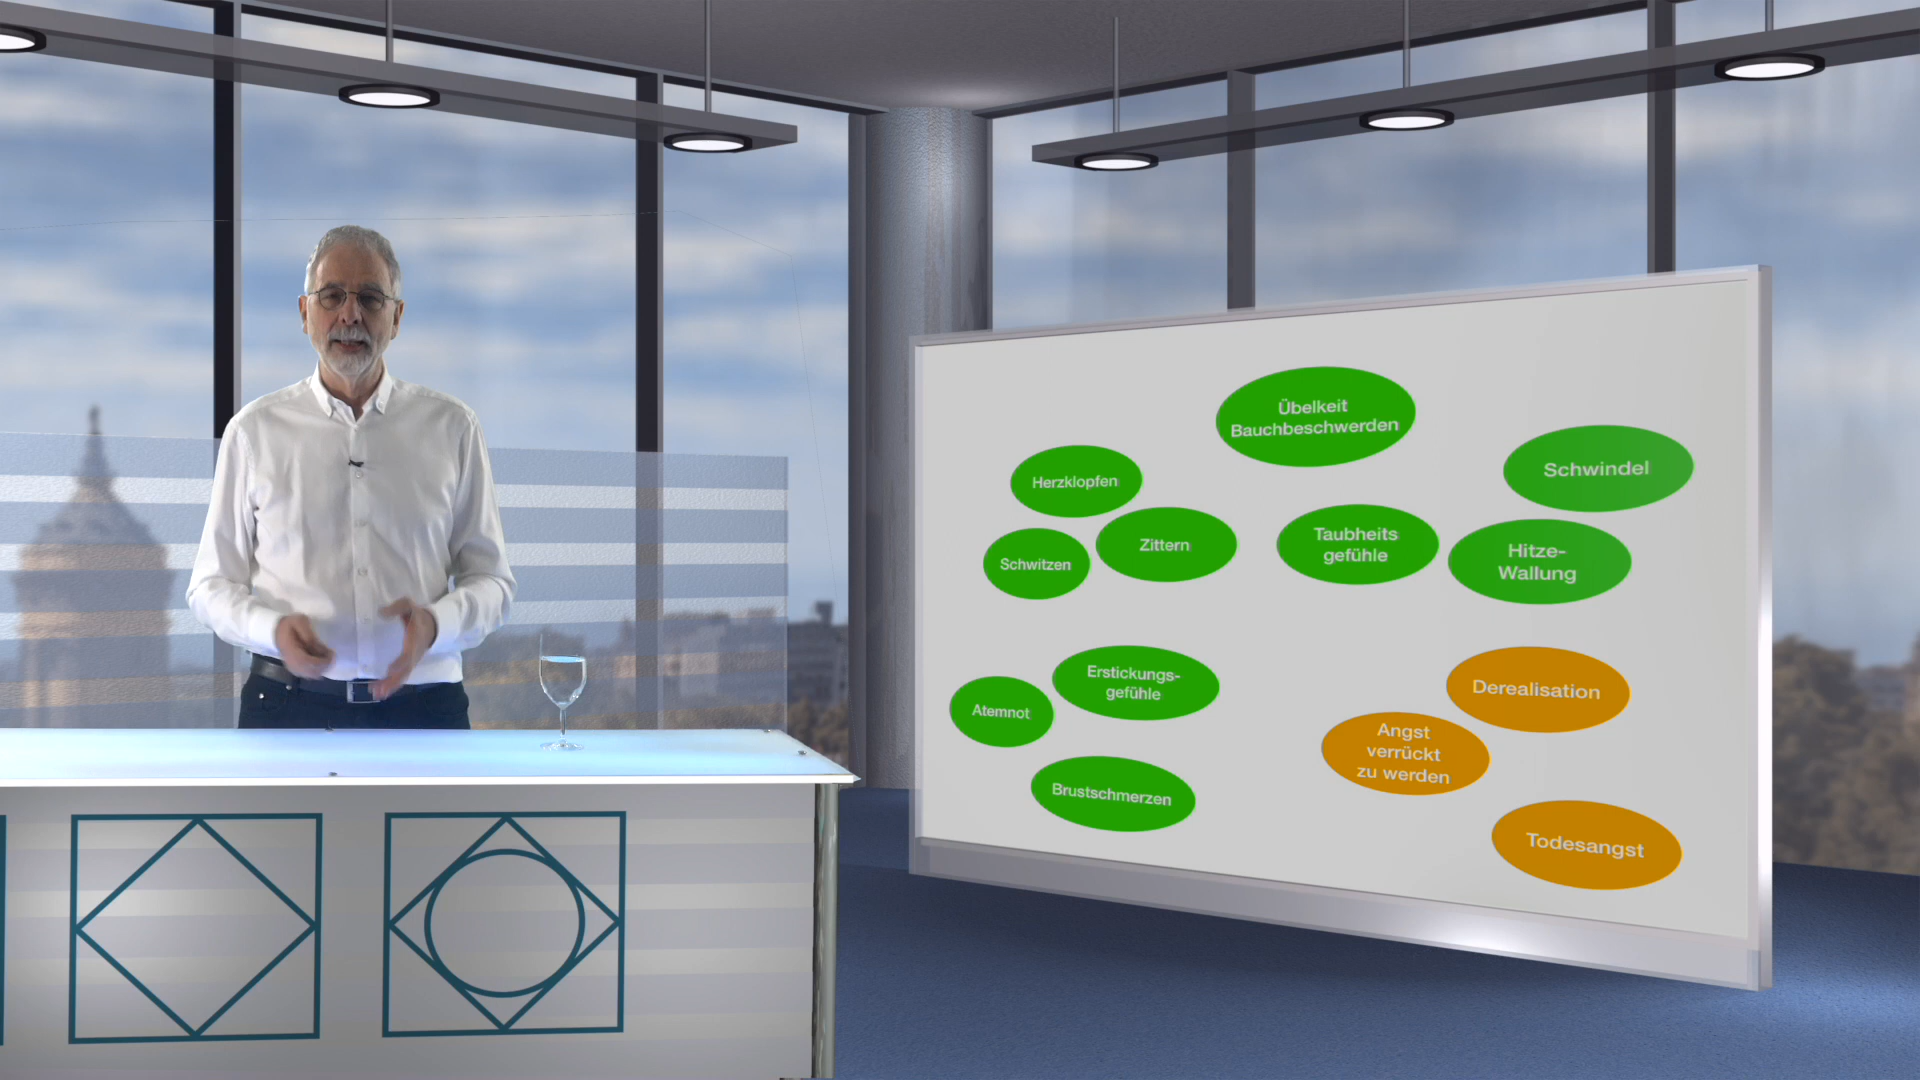 Übelkeit
Bauchbeschwerden
Schwindel
Herzklopfen
Zittern
Schwitzen
Taubheits
gefühle
Hitze-
Wallung
Erstickungs-
gefühle
Atemnot
Brustschmerzen
Derealisation
Angst
verrückt
zu werden
Todesangst